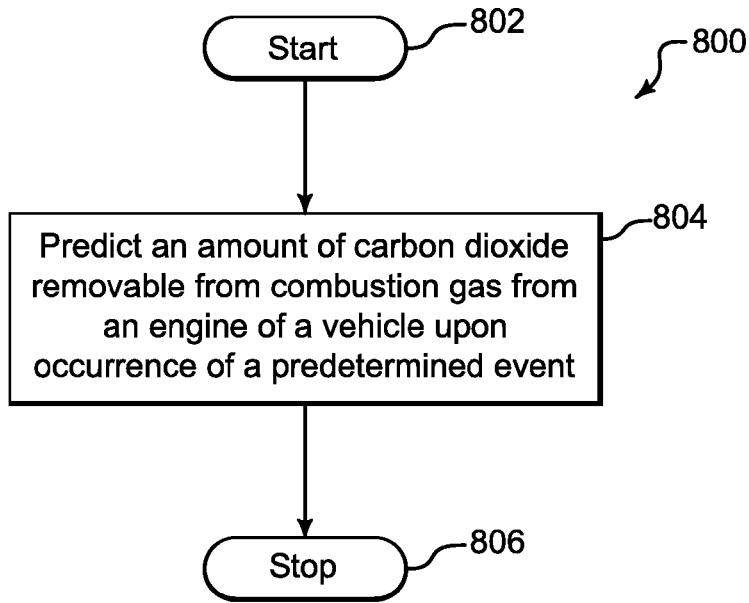 Start
802
800
804
Predict an amount of carbon dioxide
removable from combustion gas from
an engine of a vehicle upon
occurrence of a predetermined event
Stop
806